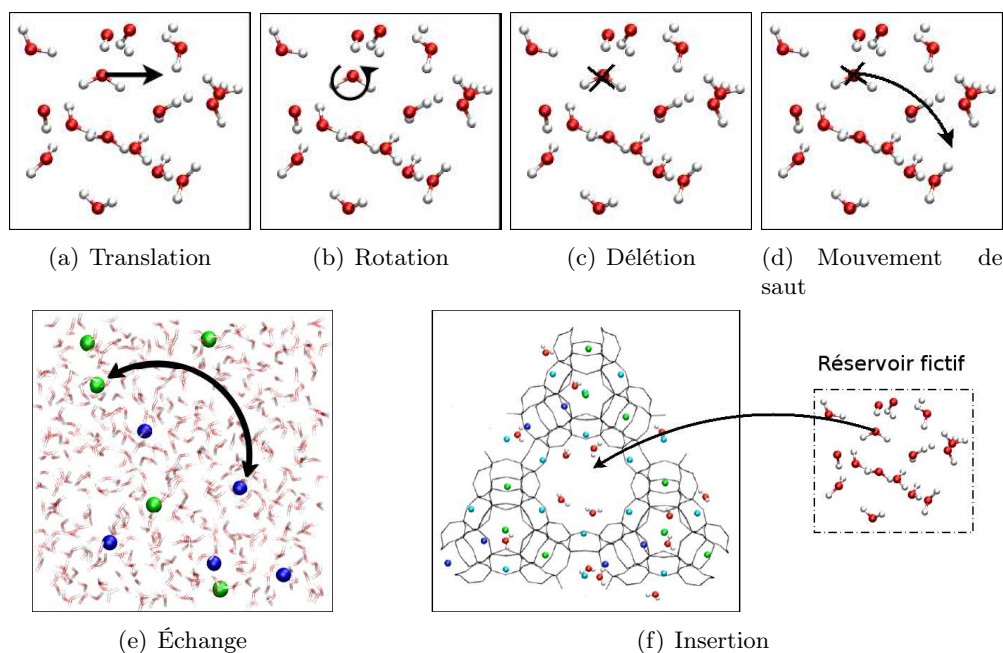 (a) Translation
(b) Rotation
(c) Délétion
(d) Mouvement de
saut
Réservoir fictif
(e) Échange
(f) Insertion